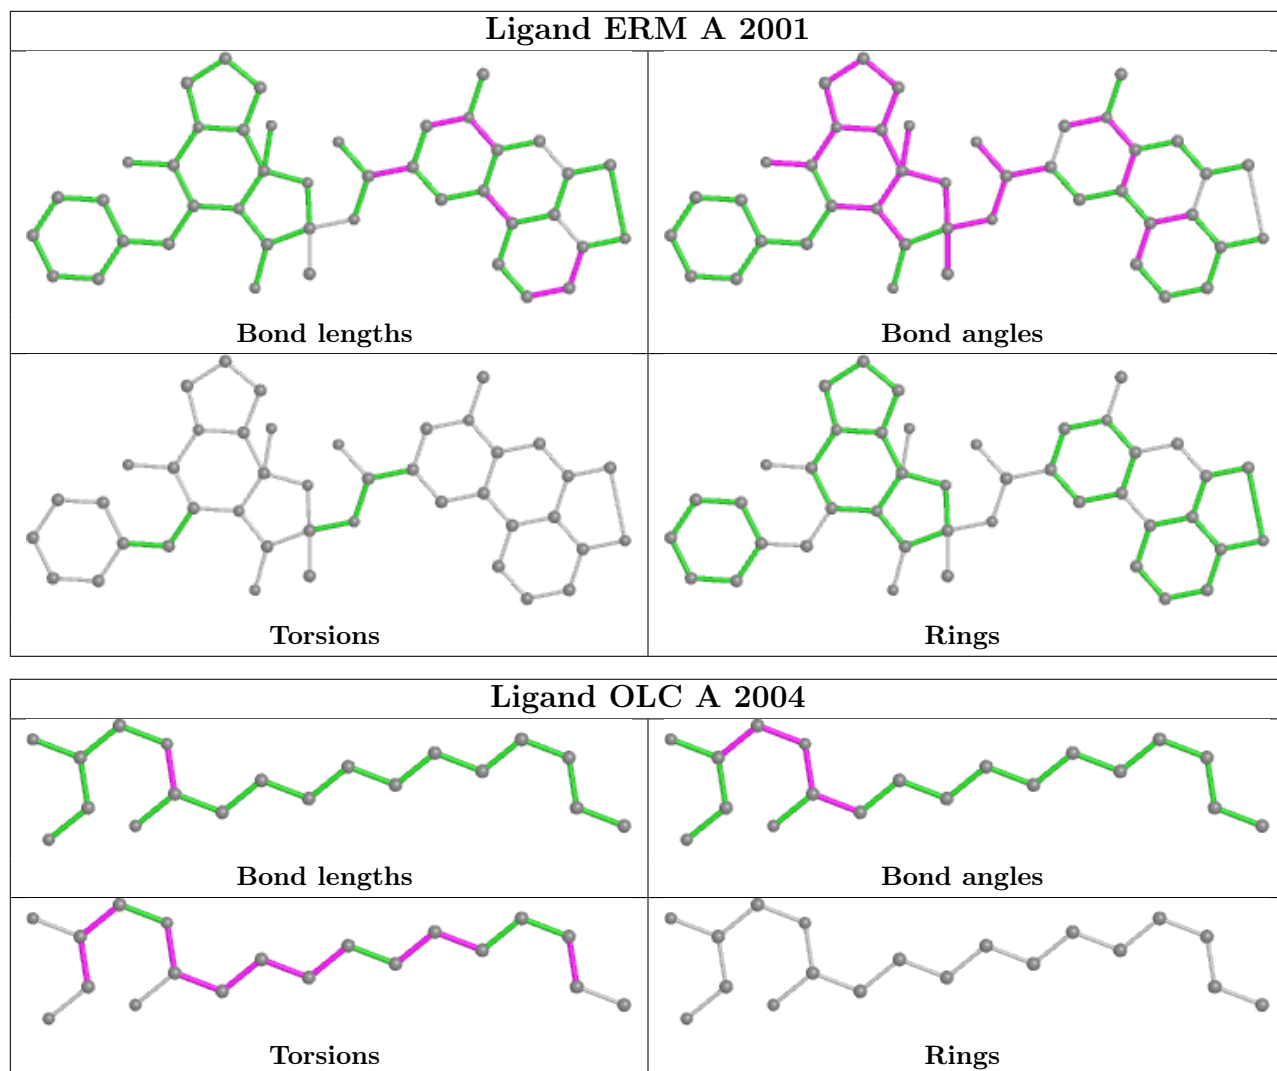 Ligand ERM A 2001
Bond lengths
Bond angles
Torsions
Rings
Ligand OLC A 2004
Bond lengths
Bond angles
Torsions
Rings